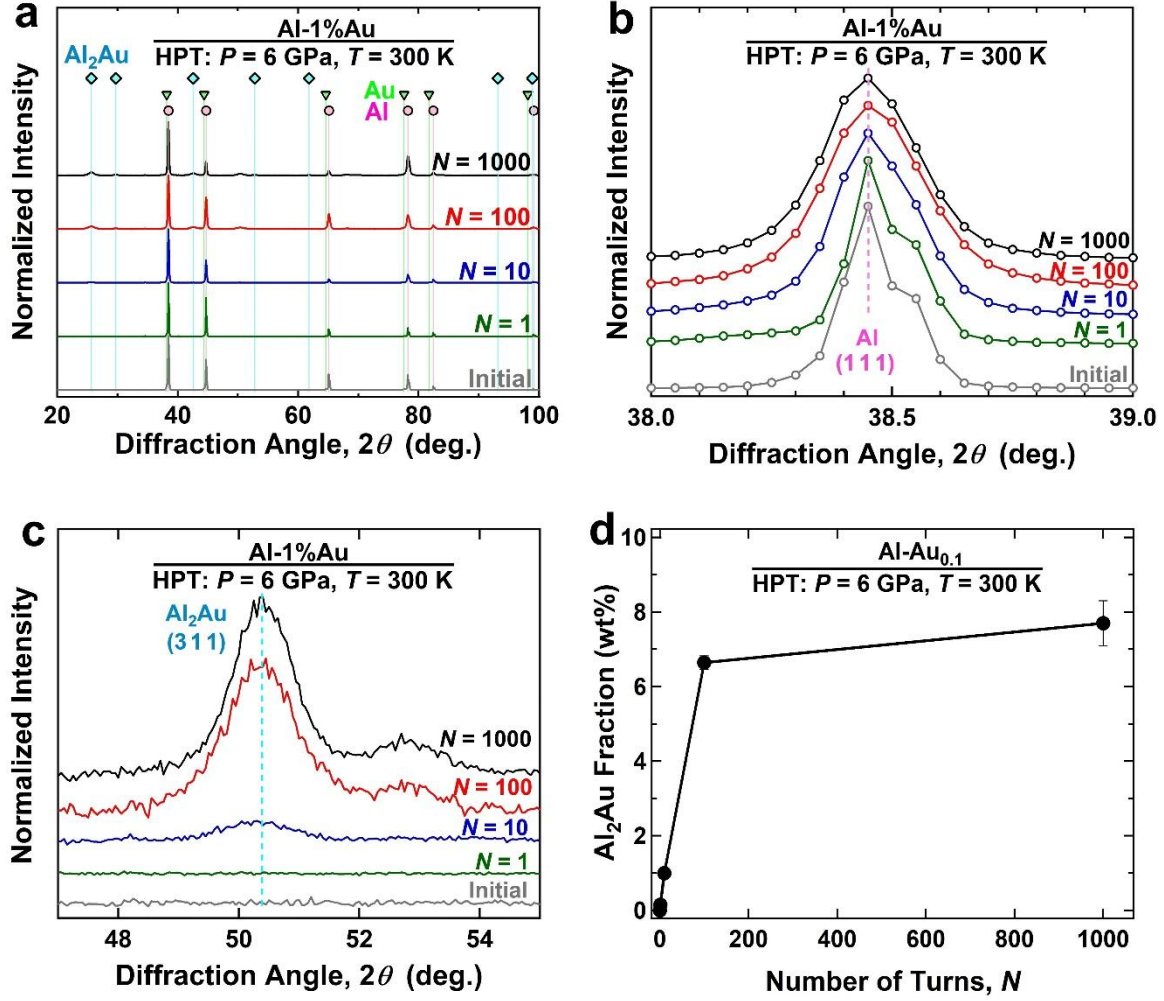 a
Al-1%Au
HPT: P = 6 GPa, T = 300 K
Al₂Au
Au
Al
N = 1000
N = 100
N = 10
N = 1
Initial
20 40 60 80 100
Diffraction Angle, 2θ (deg.)
Normalized Intensity
b
Al-1%Au
HPT: P = 6 GPa, T = 300 K
N = 1000
N = 100
N = 10
N = 1
Al
(1 1 1)
Initial
38.0 38.5 39.0
Diffraction Angle, 2θ (deg.)
Normalized Intensity
c
Al-1%Au
HPT: P = 6 GPa, T = 300 K
Al₂Au
(3 1 1)
N = 1000
N = 100
N = 10
N = 1
Initial
48 50 52 54
Diffraction Angle, 2θ (deg.)
Normalized Intensity
d
Al-Au₀.₁
HPT: P = 6 GPa, T = 300 K
10
8
6
4
2
0
0 200 400 600 800 1000
Number of Turns, N
Al₂Au Fraction (wt%)